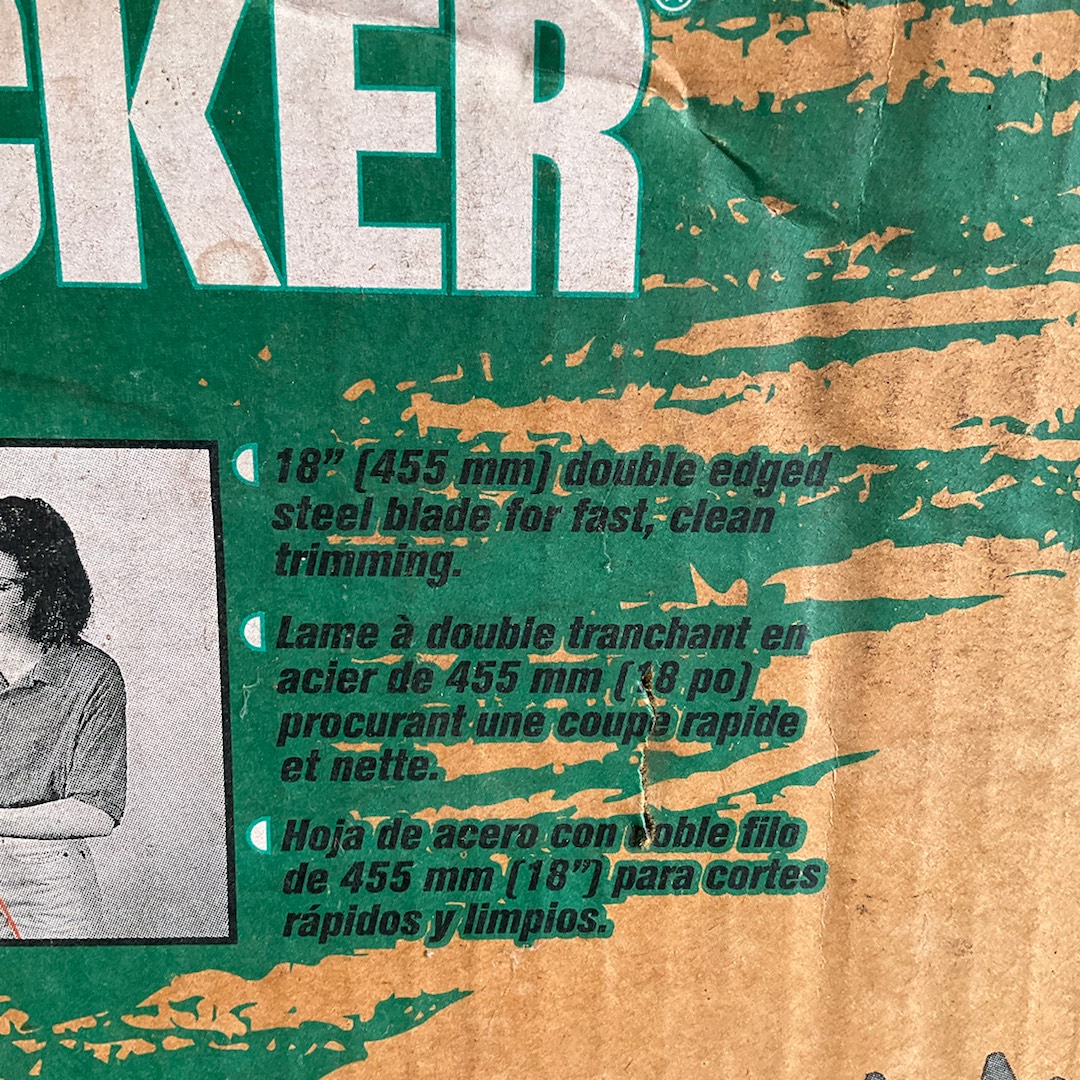 CKER®
18” (455 mm) double edged
steel blade for fast, clean
trimming.
Lame à double tranchant en
acier de 455 mm (18 po)
procurant une coupe rapide
et nette.
Hoja de acero con doble filo
de 455 mm (18”) para cortes
rápidos y limpios.